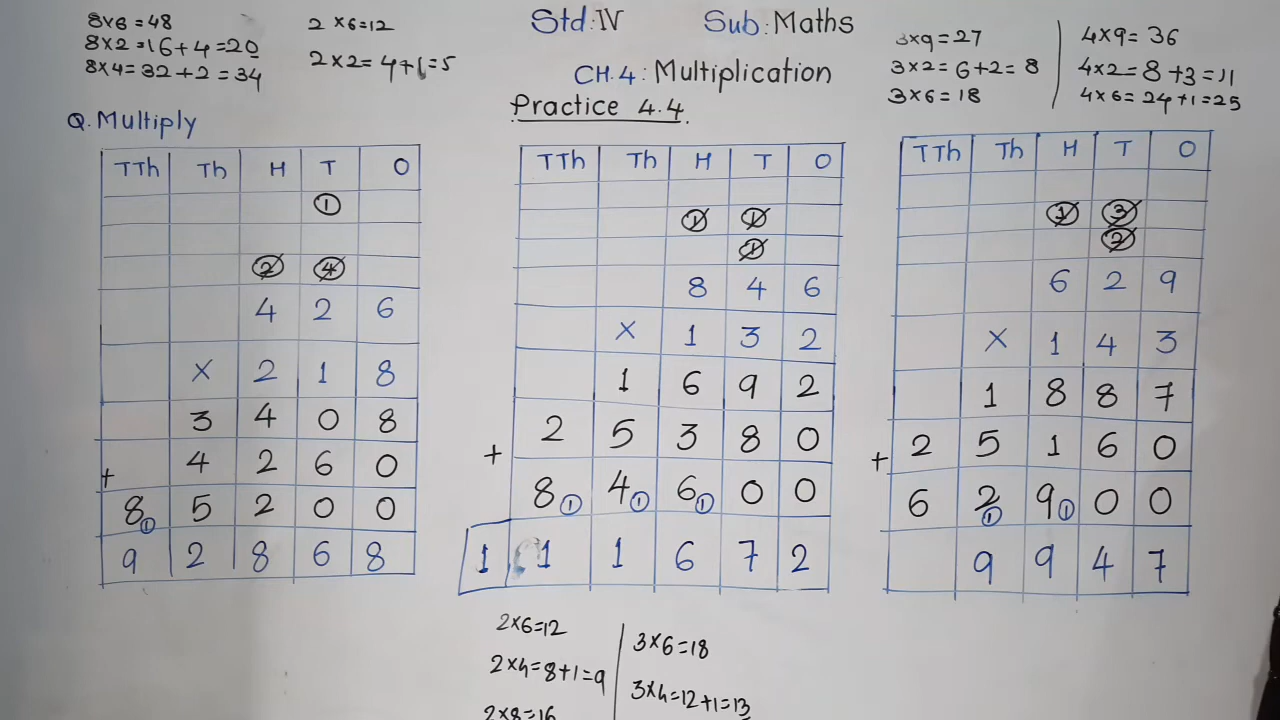 8x6=48
8x2=16+4=20
8x4=32+2=34
2x6=12
2x2=4+1=5
Std:IV Sub:Maths
CH.4:Multiplication
Practice 4.4
3x9=27
3x2=6+2=8
3x6=18
4x9=36
4x2=8+3=11
4x6=24+1=25
Q.Multiply
TTh Th H T O
1
2 4
4 2 6
x 2 1 8
3 4 0 8
+ 4 2 6 0
8 1 5 2 0 0
9 2 8 6 8
TTh Th H T O
1 1
1
8 4 6
x 1 3 2
1 6 9 2
+ 2 5 3 8 0
8 1 4 1 6 1 0 0
1 1 1 6 7 2
TTh Th H T O
1 3
2
6 2 9
x 1 4 3
1 8 8 7
+ 2 5 1 6 0
6 2 1 9 1 0 0
9 9 4 7
2x6=12
2x4=8+1=9
2x8=16
3x6=18
3x4=12+1=13